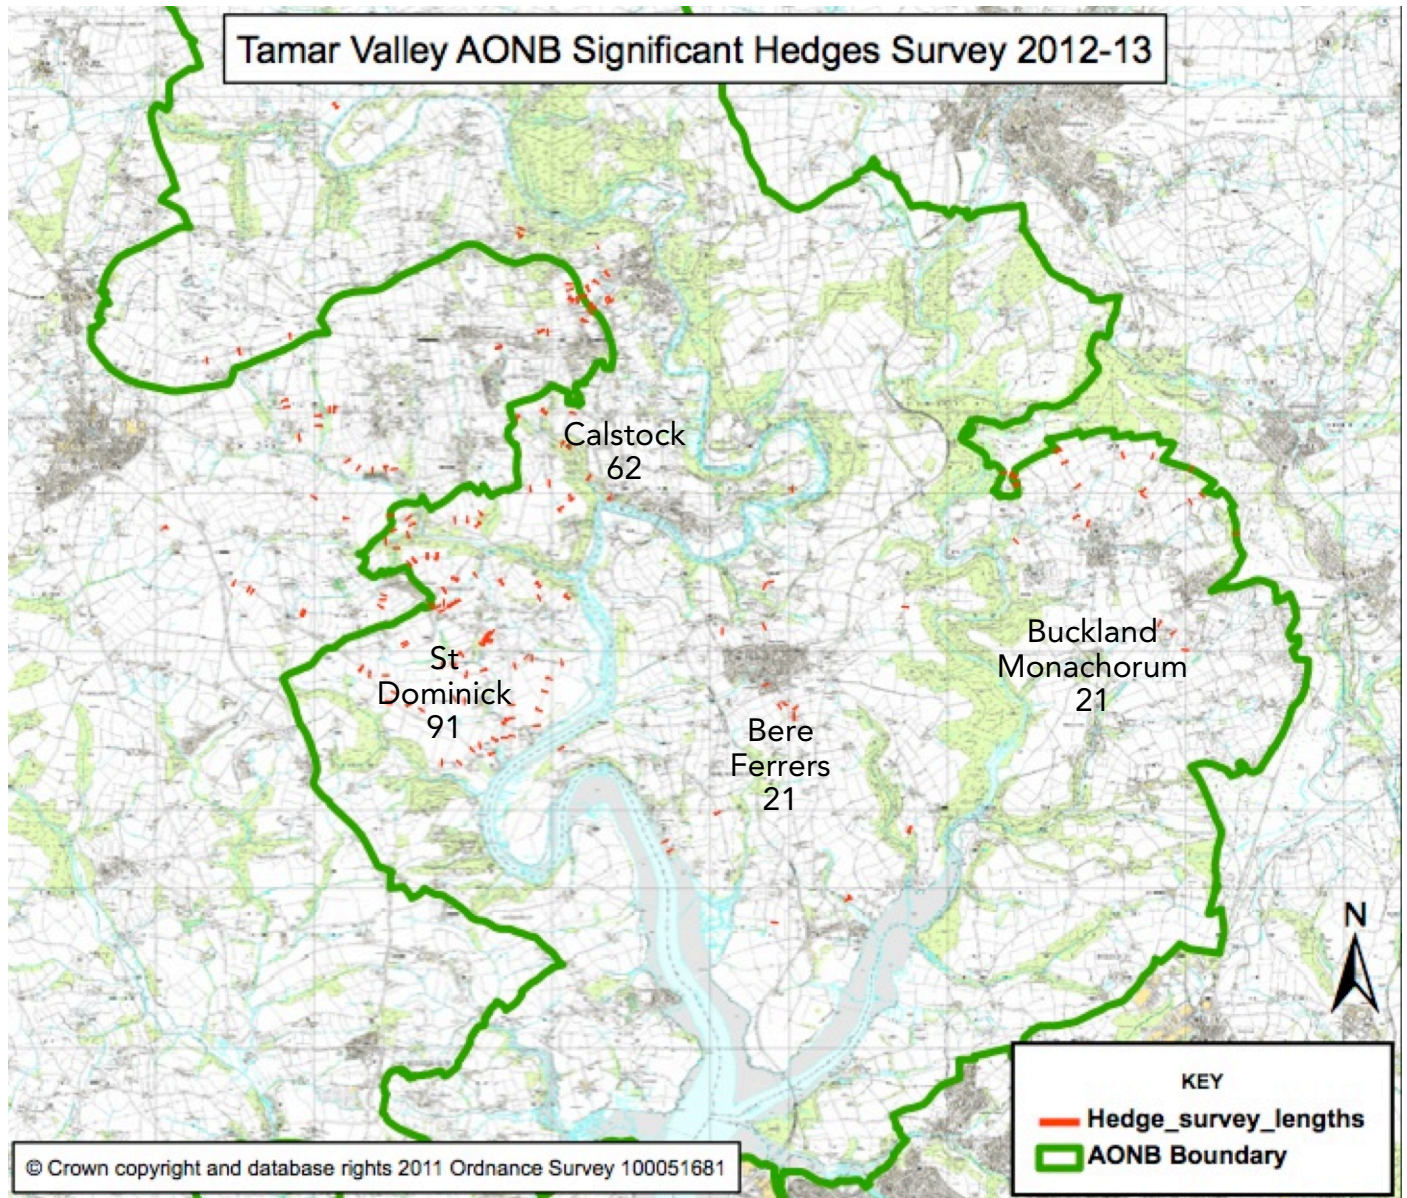 Tamar Valley AONB Significant Hedges Survey 2012-13
Calstock
62
St
Dominick
91
Buckland
Monachorum
21
Bere
Ferrers
21
N
KEY
Hedge_survey_lengths
AONB Boundary
© Crown copyright and database rights 2011 Ordnance Survey 100051681